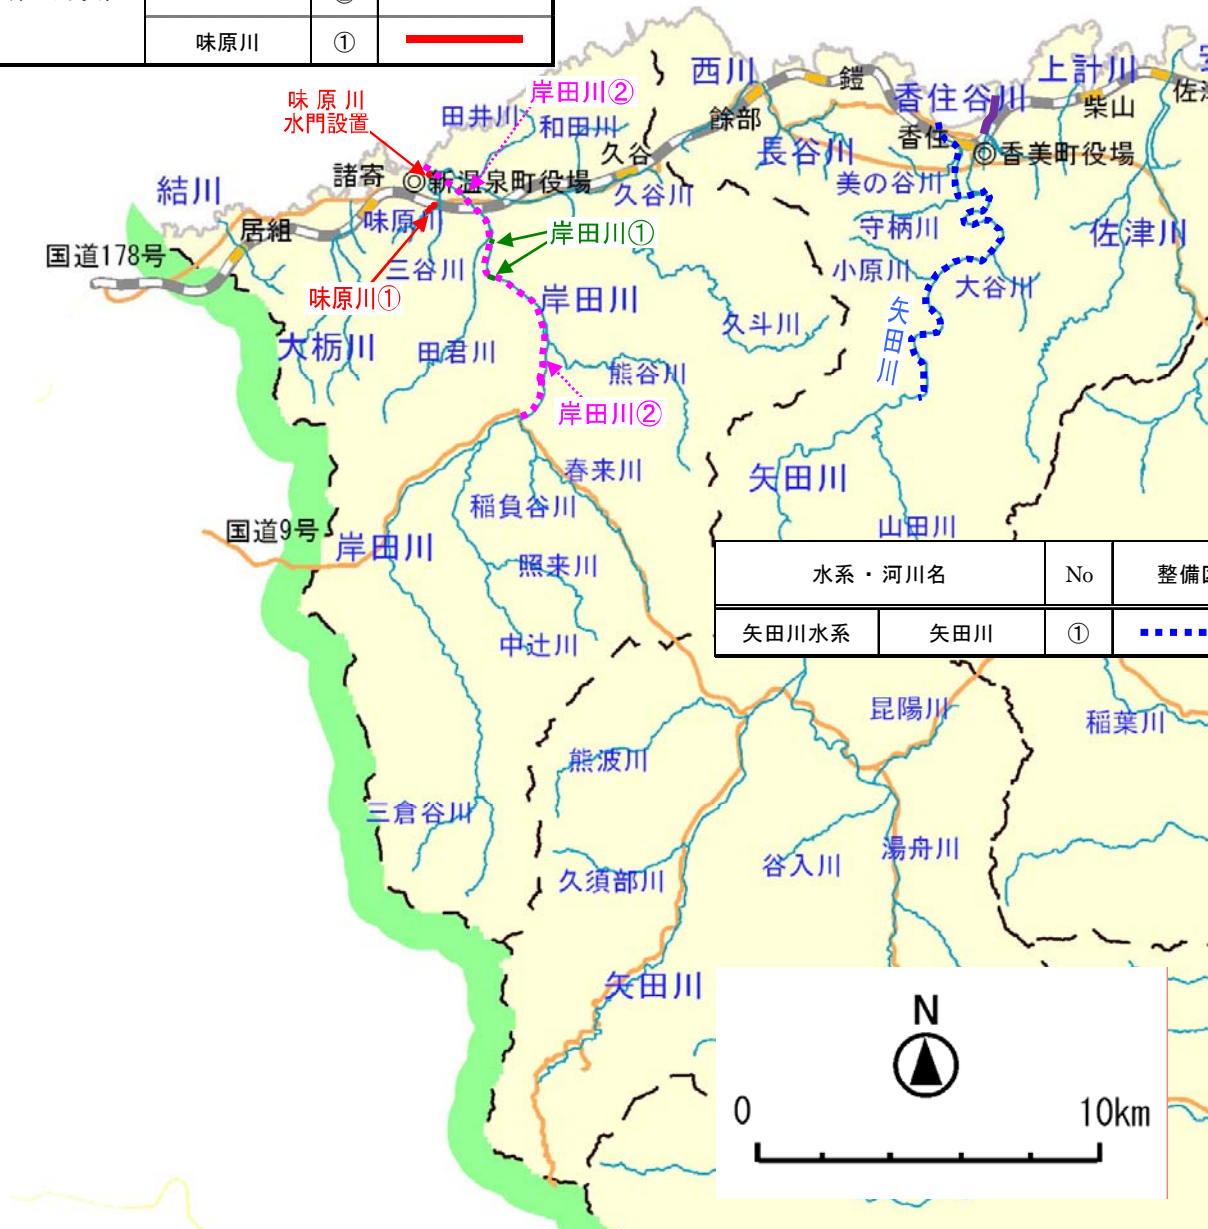 ②
味原川 ①
味原川
水門設置
田井川
岸田川②
和田川
西川
鎧
餘部
香住谷川
上計川
柴山
香住
◎香美町役場
長谷川
美の谷川
久谷
久谷川
諸寄
◎新温泉町役場
結川
居組
味原川
国道178号
三谷川
味原川①
岸田川①
守柄川
佐津川
小原川
大谷川
岸田川
矢田川
久斗川
大栃川
田君川
熊谷川
岸田川②
春来川
矢田川
稲負谷川
山田川
国道9号
岸田川
照来川
中辻川
水系・河川名 No
矢田川水系 矢田川 ①
昆陽川
稲葉川
熊波川
三倉谷川
久須部川
谷入川
湯舟川
矢田川
N
0 10km